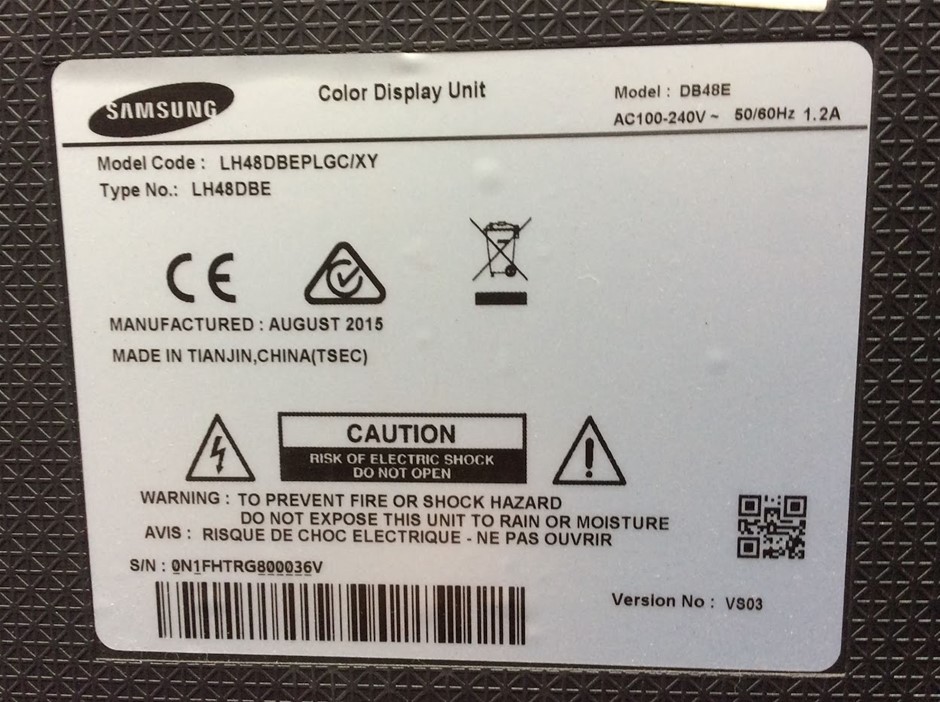 SAMSUNG
Color Display Unit
Model : DB48E
AC100-240V ~ 50/60Hz 1.2A
Model Code : LH48DBEPLGC/XY
Type No.: LH48DBE
CE
MANUFACTURED : AUGUST 2015
MADE IN TIANJIN,CHINA(TSEC)
CAUTION
RISK OF ELECTRIC SHOCK
DO NOT OPEN
WARNING : TO PREVENT FIRE OR SHOCK HAZARD
DO NOT EXPOSE THIS UNIT TO RAIN OR MOISTURE
AVIS : RISQUE DE CHOC ELECTRIQUE - NE PAS OUVRIR
S/N : 0N1FHTRG800036V
Version No : VS03